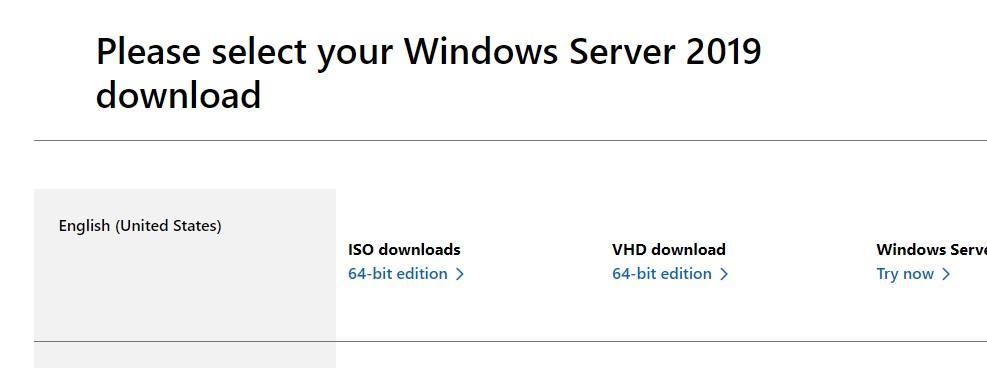 Please select your Windows Server 2019
download
English (United States)
ISO downloads
64-bit edition
VHD download
64-bit edition
Windows
Try now